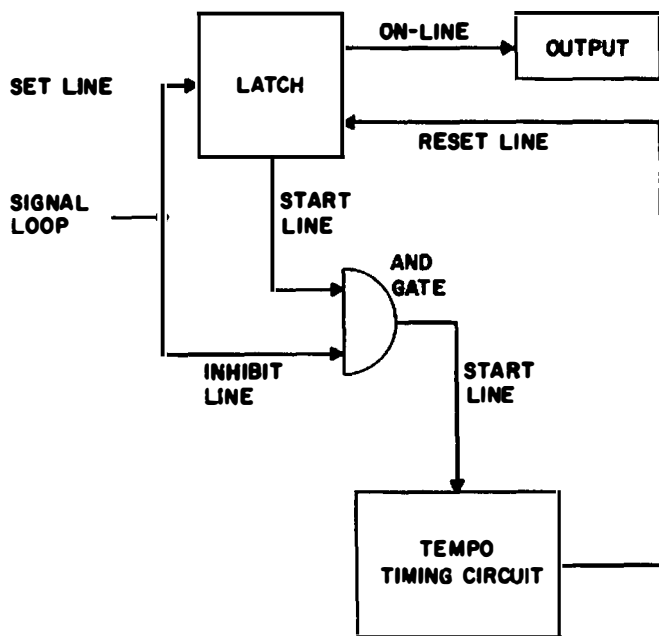 ON-LINE
OUTPUT
SET LINE
LATCH
RESET LINE
SIGNAL
LOOP
START
LINE
AND
GATE
INHIBIT
LINE
START
LINE
TEMPO
TIMING CIRCUIT